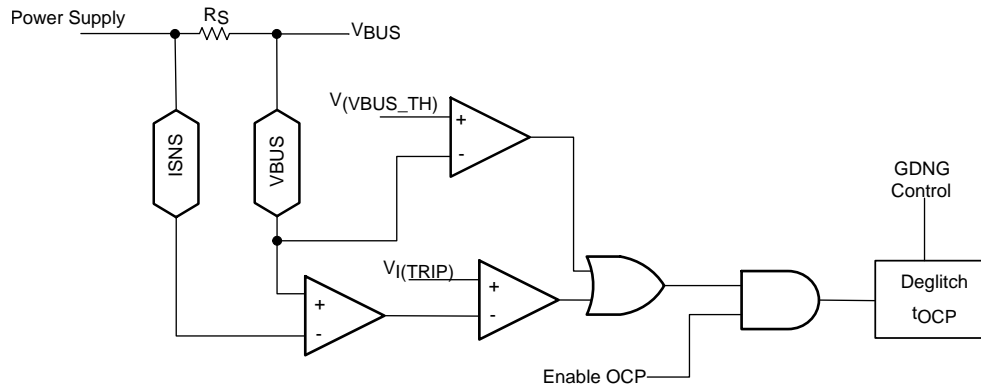 Power Supply
RS
VBUS
V(VBUS_TH)
+
-
ISNS
VBUS
GDNG
Control
VI(TRIP)
+
-
+
-
Deglitch
tOCP
Enable OCP